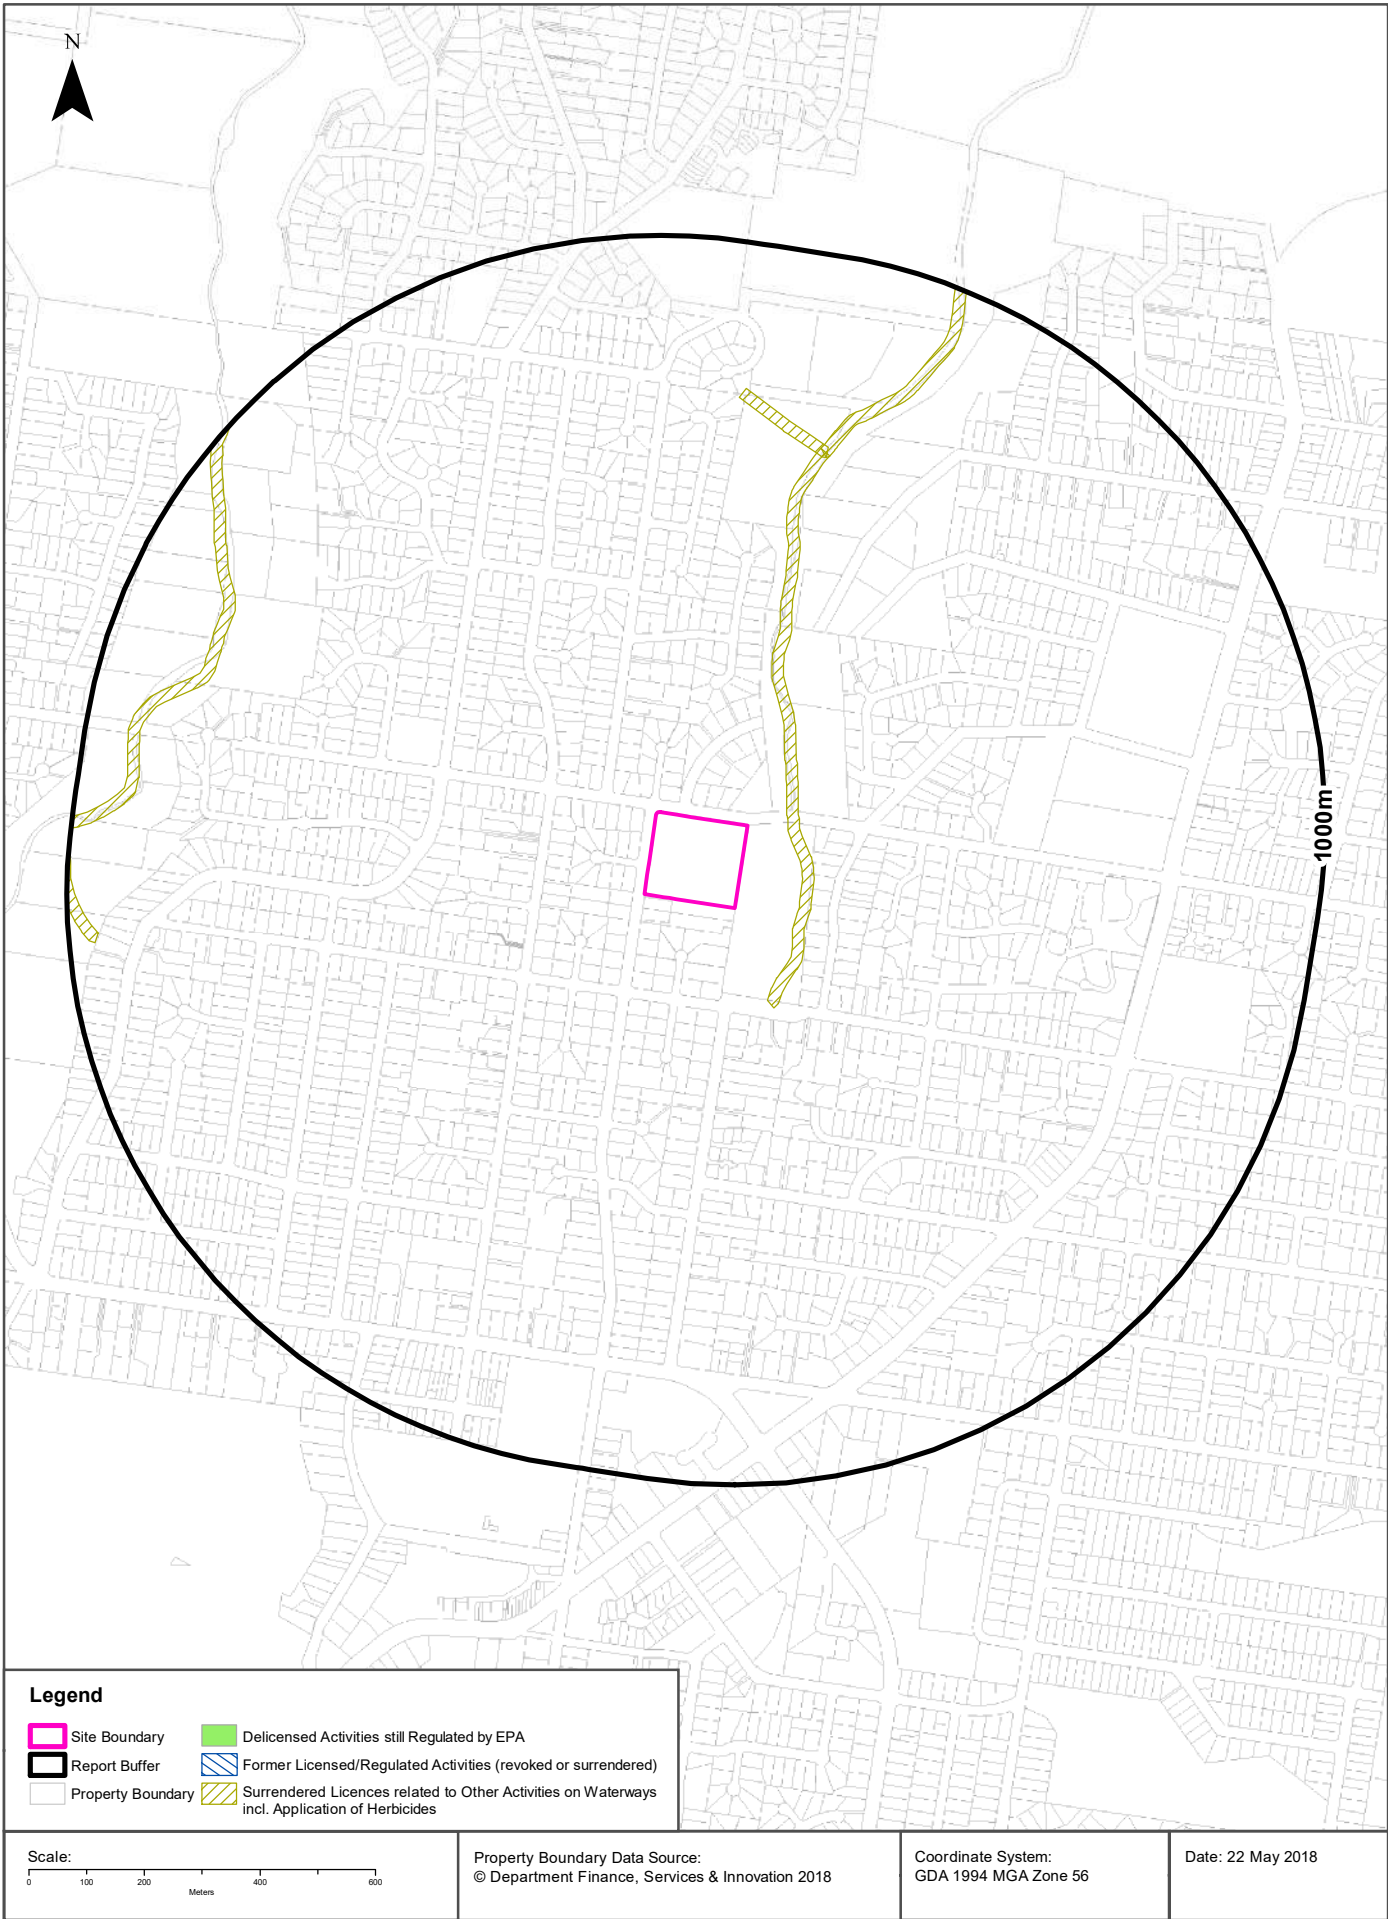 N
1000m
Legend
Site Boundary
Report Buffer
Property Boundary
Delicensed Activities still Regulated by EPA
Former Licensed/Regulated Activities (revoked or surrendered)
Surrendered Licences related to Other Activities on Waterways
incl. Application of Herbicides
Scale:
0 100 200 400 600
Meters
Property Boundary Data Source:
© Department Finance, Services & Innovation 2018
Coordinate System:
GDA 1994 MGA Zone 56
Date: 22 May 2018